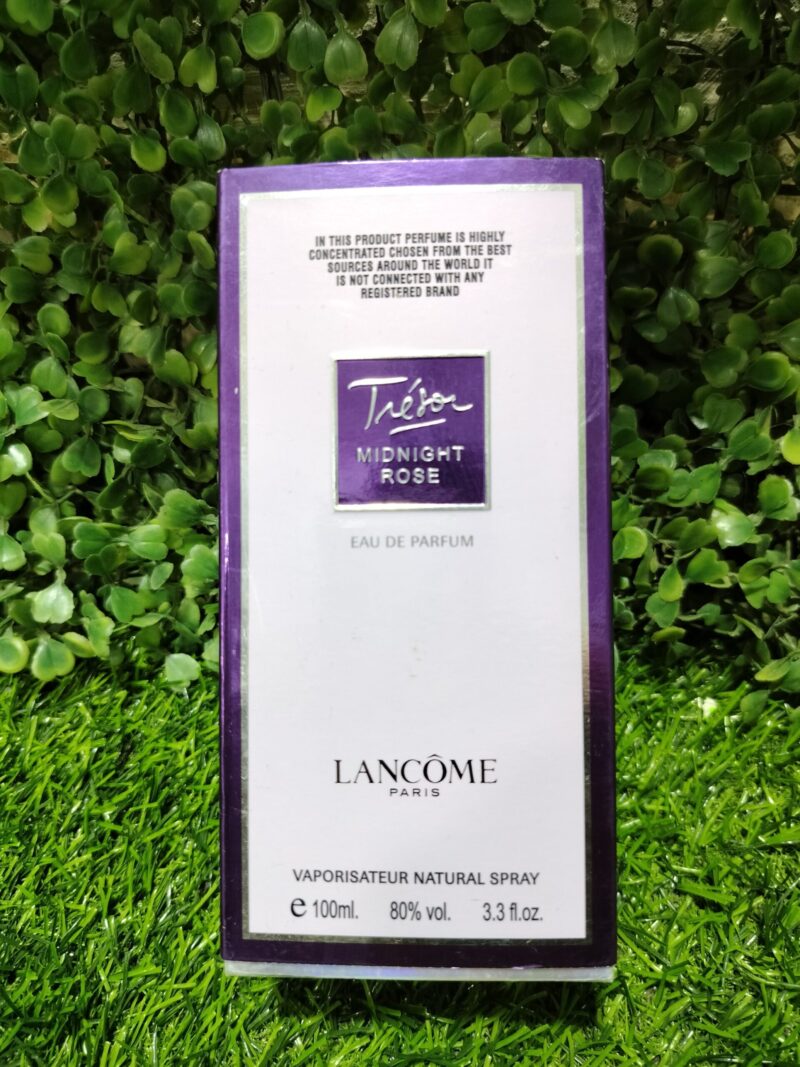 IN THIS PRODUCT PERFUME IS HIGHLY
CONCENTRATED CHOSEN FROM THE BEST
SOURCES AROUND THE WORLD IT
IS NOT CONNECTED WITH ANY
REGISTERED BRAND
Trésor
MIDNIGHT
ROSE
EAU DE PARFUM
LANCÔME
PARIS
VAPORISATEUR NATURAL SPRAY
e 100ml. 80% vol. 3.3 fl.oz.